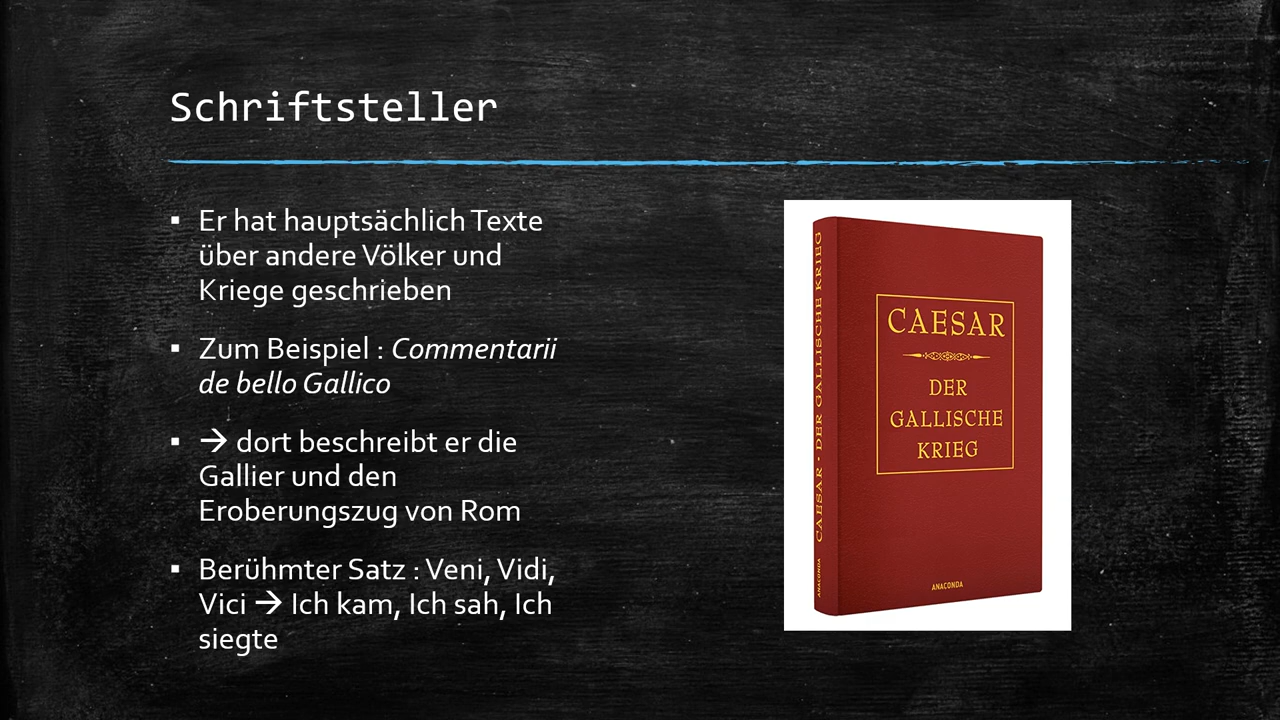 Schriftsteller
▪ Er hat hauptsächlich Texte
über andere Völker und
Kriege geschrieben
▪ Zum Beispiel : Commentarii
de bello Gallico
▪ → dort beschreibt er die
Gallier und den
Eroberungszug von Rom
▪ Berühmter Satz : Veni, Vidi,
Vici → Ich kam, Ich sah, Ich
siegte
CAESAR · DER GALLISCHE KRIEG
ANACONDA
CAESAR
DER
GALLISCHE
KRIEG
ANACONDA